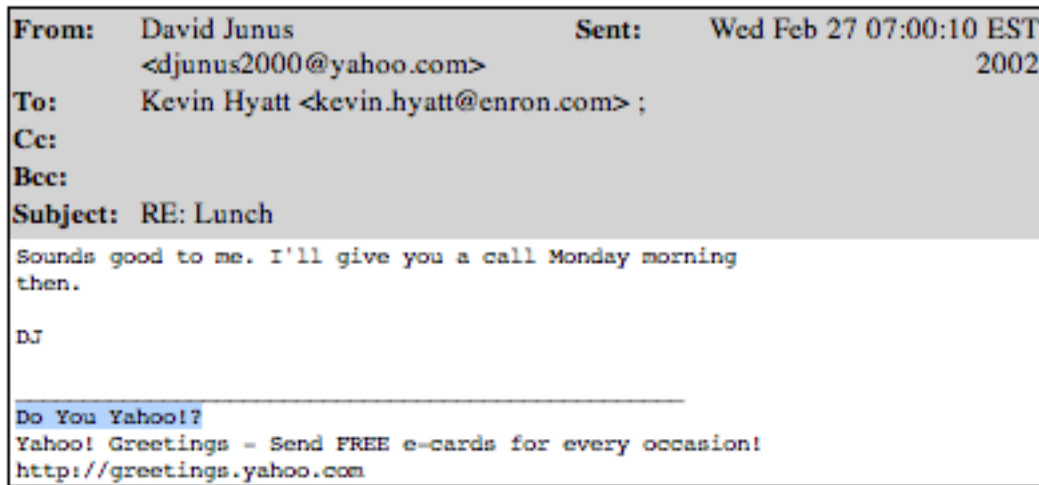 From: David Junus Sent: Wed Feb 27 07:00:10 EST
<djunus2000@yahoo.com> 2002
To: Kevin Hyatt <kevin.hyatt@enron.com> ;
Cc:
Bcc:
Subject: RE: Lunch
Sounds good to me. I'll give you a call Monday morning
then.
DJ
__________________________________________________
Do You Yahoo!?
Yahoo! Greetings - Send FREE e-cards for every occasion!
http://greetings.yahoo.com